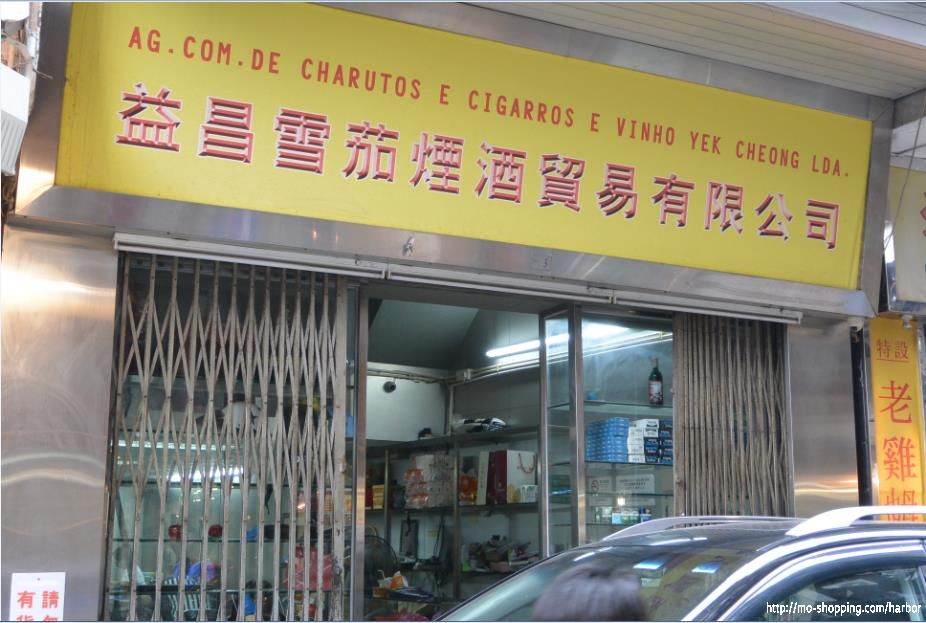 AG.COM.DE CHARUTOS E CIGARROS E VINHO YEK CHEONG LDA.
益昌雪茄煙酒貿易有限公司
特設
老雞
請
有
http://mo-shopping.com/harbor